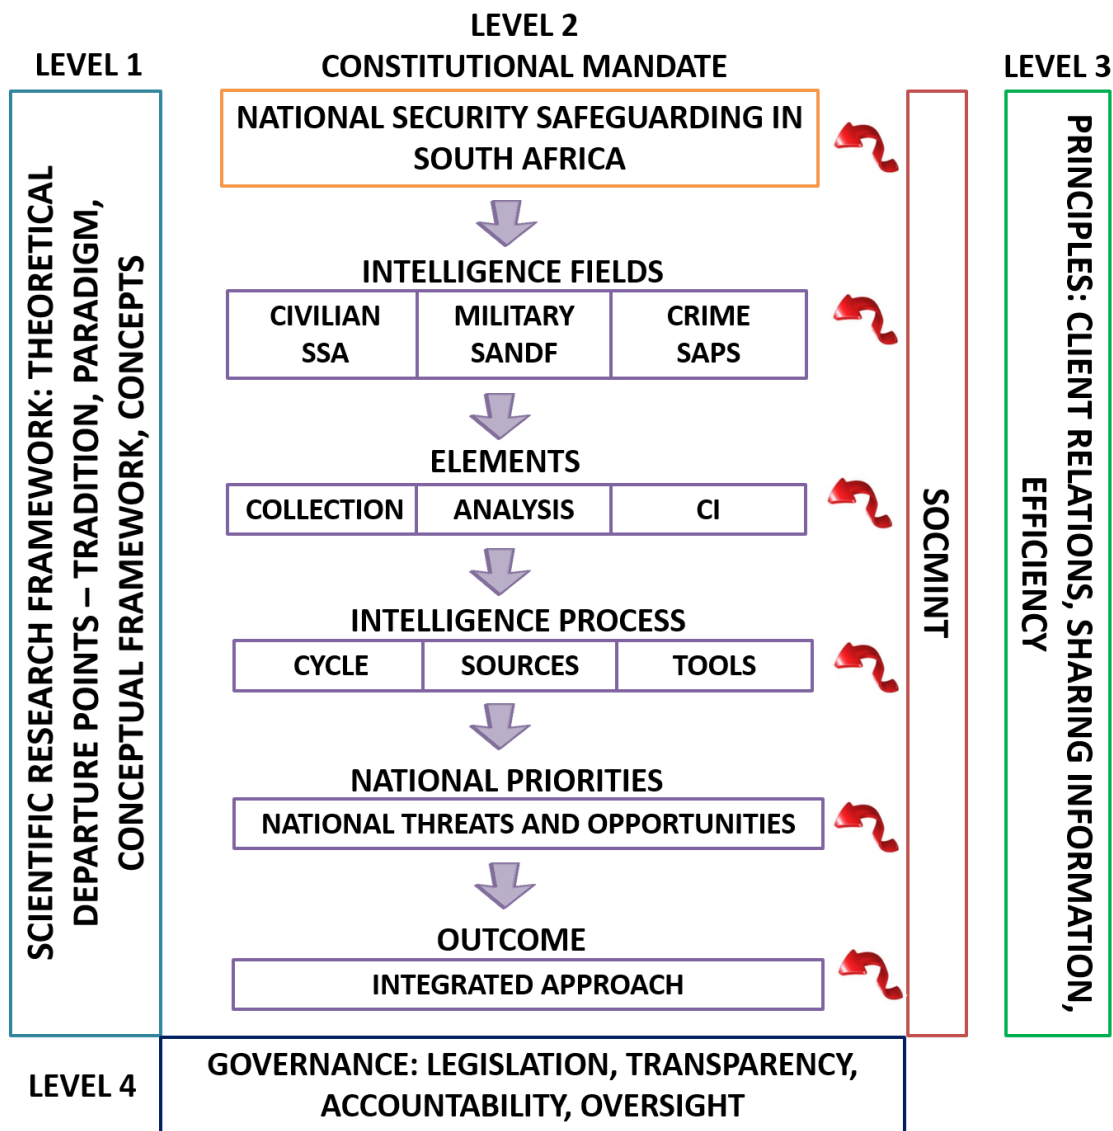 LEVEL 1
SCIENTIFIC RESEARCH FRAMEWORK: THEORETICAL
DEPARTURE POINTS – TRADITION, PARADIGM,
CONCEPTUAL FRAMEWORK, CONCEPTS
LEVEL 2
CONSTITUTIONAL MANDATE
NATIONAL SECURITY SAFEGUARDING IN
SOUTH AFRICA
INTELLIGENCE FIELDS
CIVILIAN
SSA
MILITARY
SANDF
CRIME
SAPS
ELEMENTS
COLLECTION
ANALYSIS
CI
INTELLIGENCE PROCESS
CYCLE
SOURCES
TOOLS
NATIONAL PRIORITIES
NATIONAL THREATS AND OPPORTUNITIES
OUTCOME
INTEGRATED APPROACH
SOCMINT
LEVEL 3
PRINCIPLES: CLIENT RELATIONS, SHARING INFORMATION,
EFFICIENCY
LEVEL 4
GOVERNANCE: LEGISLATION, TRANSPARENCY,
ACCOUNTABILITY, OVERSIGHT